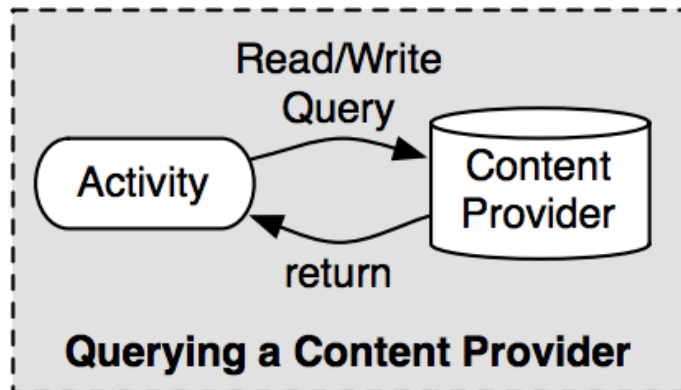 Read/Write
Query
Activity
Content
Provider
return
Querying a Content Provider